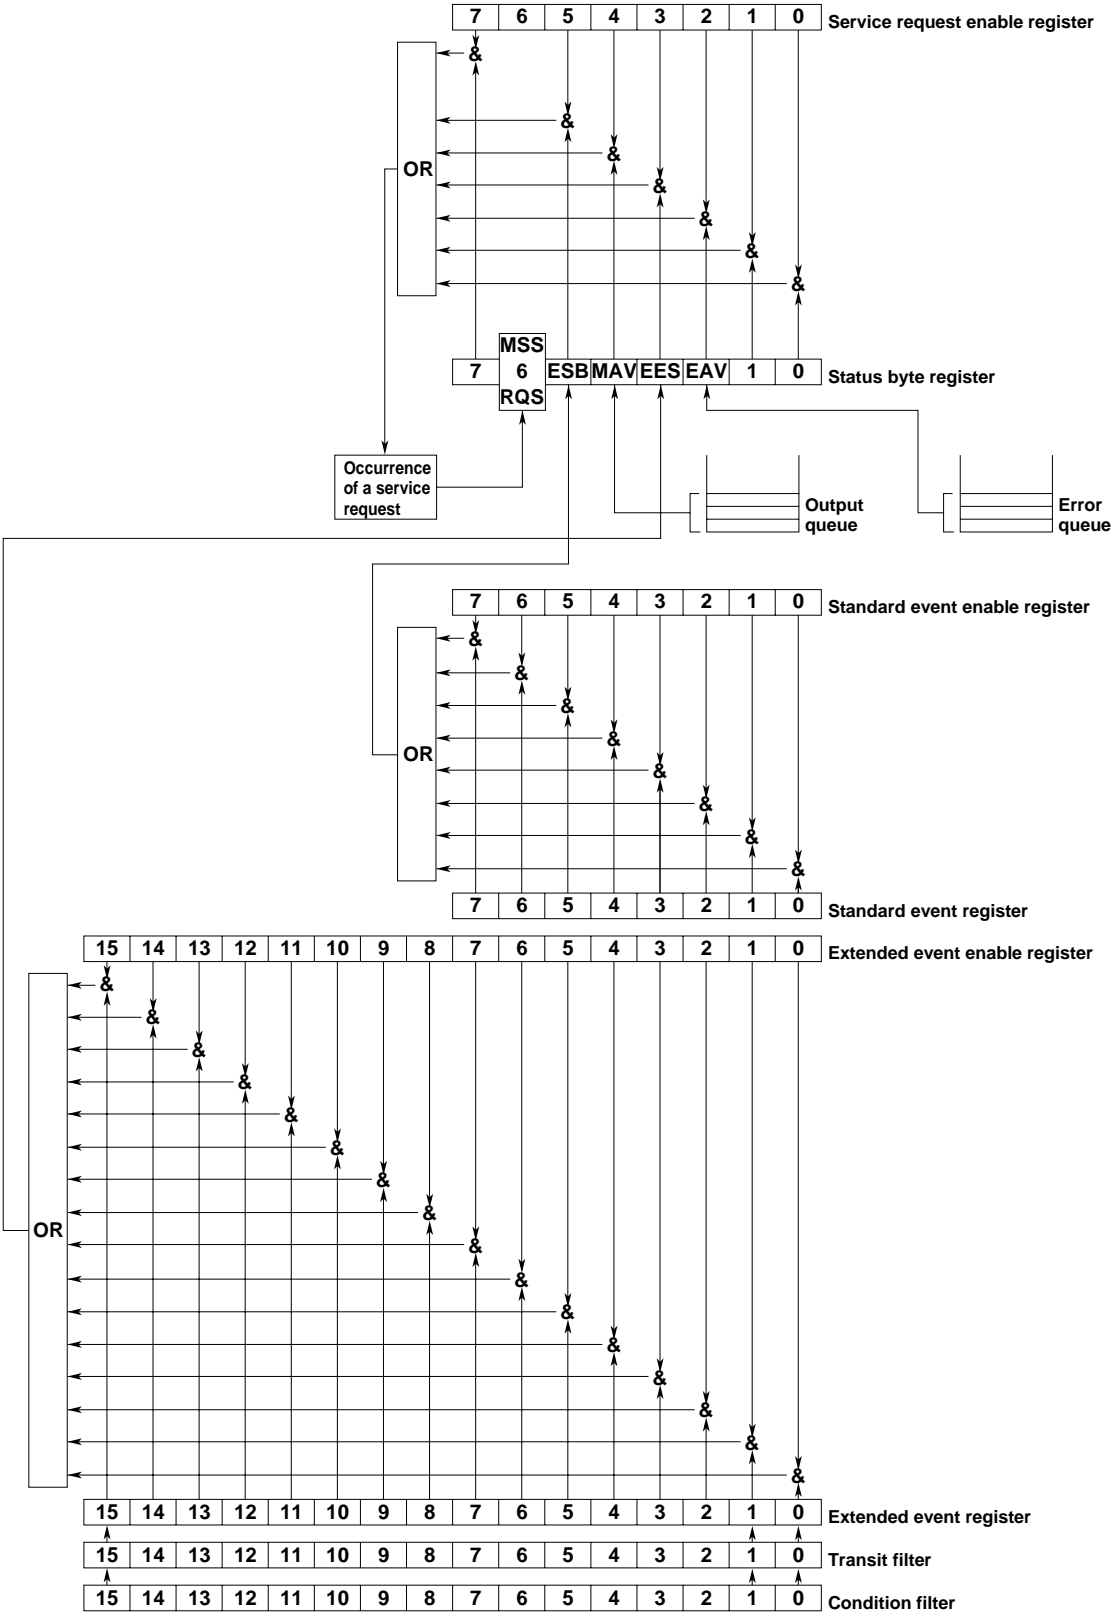 7 6 5 4 3 2 1 0 Service request enable register
&
&
&
OR
&
&
&
&
MSS
7 6 ESB MAV EES EAV 1 0 Status byte register
RQS
Occurrence
of a service
request
Output
queue
Error
queue
7 6 5 4 3 2 1 0 Standard event enable register
&
&
&
&
OR
&
&
&
&
7 6 5 4 3 2 1 0 Standard event register
15 14 13 12 11 10 9 8 7 6 5 4 3 2 1 0 Extended event enable register
&
&
&
&
&
&
&
&
OR
&
&
&
&
&
&
&
&
15 14 13 12 11 10 9 8 7 6 5 4 3 2 1 0 Extended event register
15 14 13 12 11 10 9 8 7 6 5 4 3 2 1 0 Transit filter
15 14 13 12 11 10 9 8 7 6 5 4 3 2 1 0 Condition filter